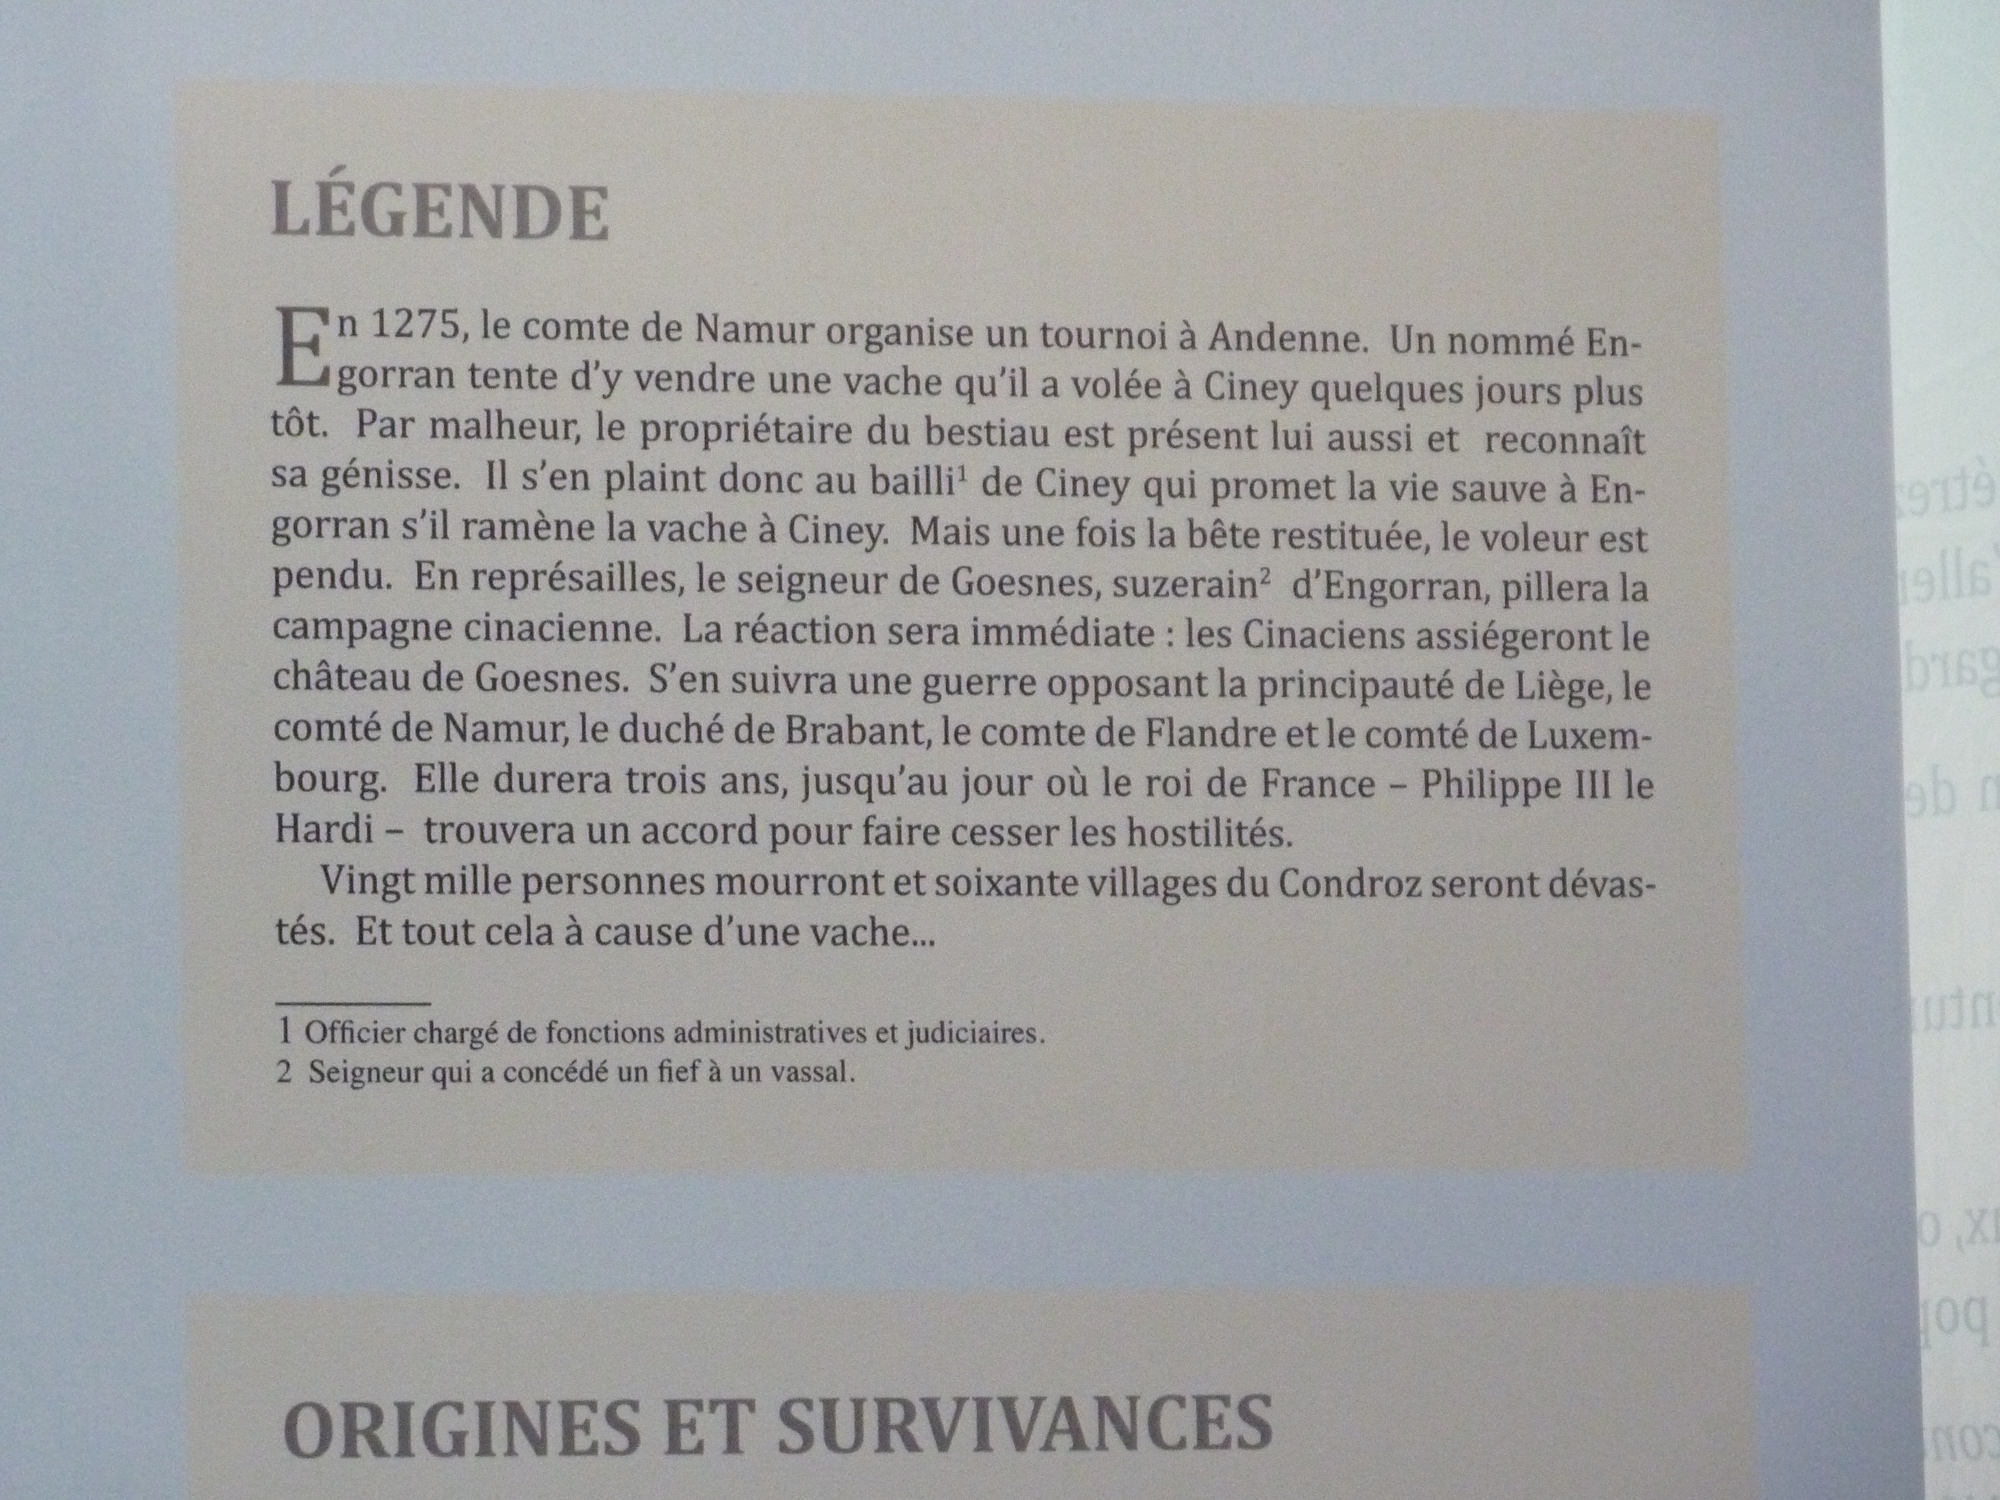 LÉGENDE
En 1275, le comte de Namur organise un tournoi à Andenne. Un nommé En-
gorran tente d'y vendre une vache qu'il a volée à Ciney quelques jours plus
tôt. Par malheur, le propriétaire du bestiau est présent lui aussi et reconnaît
sa génisse. Il s'en plaint donc au bailli¹ de Ciney qui promet la vie sauve à En-
gorran s'il ramène la vache à Ciney. Mais une fois la bête restituée, le voleur est
pendu. En représailles, le seigneur de Goesnes, suzerain² d'Engorran, pillera la
campagne cinacienne. La réaction sera immédiate : les Cinaciens assiégeront le
château de Goesnes. S'en suivra une guerre opposant la principauté de Liège, le
comté de Namur, le duché de Brabant, le comte de Flandre et le comté de Luxem-
bourg. Elle durera trois ans, jusqu'au jour où le roi de France – Philippe III le
Hardi – trouvera un accord pour faire cesser les hostilités.
Vingt mille personnes mourront et soixante villages du Condroz seront dévas-
tés. Et tout cela à cause d'une vache...
1 Officier chargé de fonctions administratives et judiciaires.
2 Seigneur qui a concédé un fief à un vassal.
ORIGINES ET SURVIVANCES